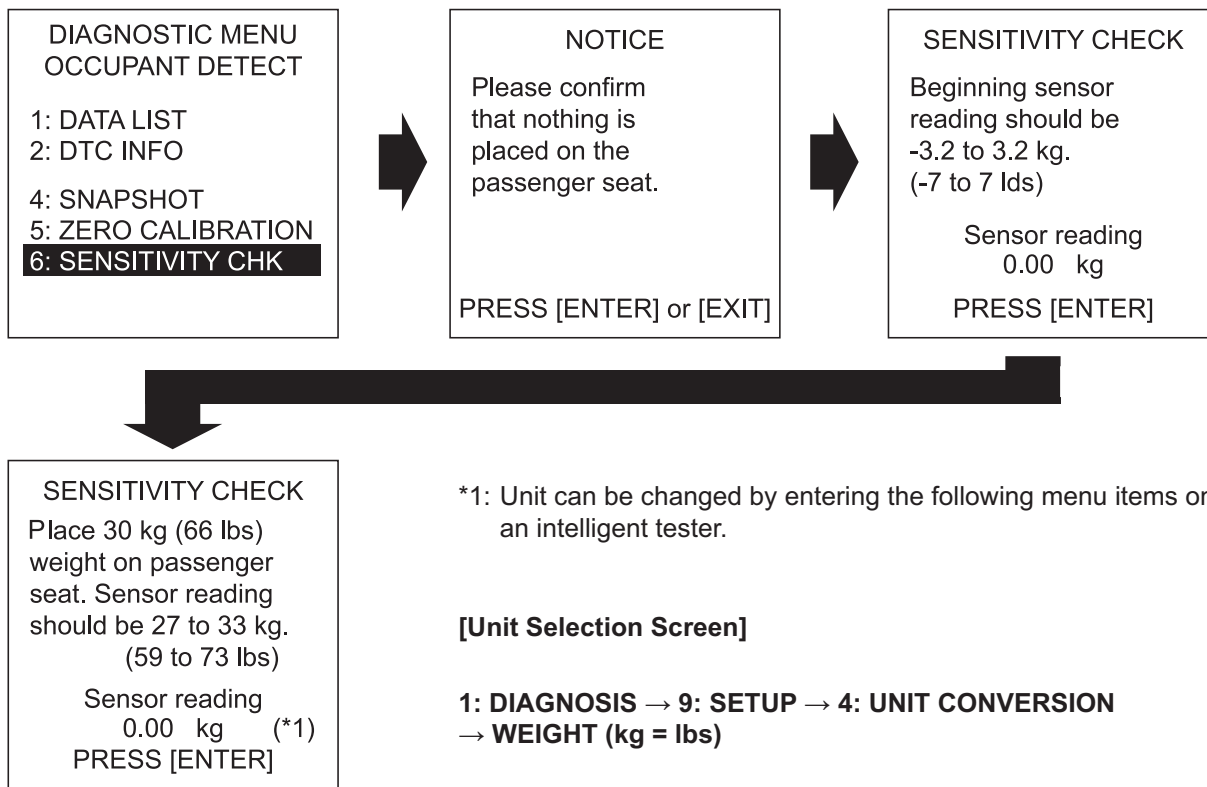 DIAGNOSTIC MENU
OCCUPANT DETECT
1: DATA LIST
2: DTC INFO
4: SNAPSHOT
5: ZERO CALIBRATION
6: SENSITIVITY CHK
NOTICE
Please confirm
that nothing is
placed on the
passenger seat.
PRESS [ENTER] or [EXIT]
SENSITIVITY CHECK
Beginning sensor
reading should be
-3.2 to 3.2 kg.
(-7 to 7 lds)
Sensor reading
0.00 kg
PRESS [ENTER]
SENSITIVITY CHECK
Place 30 kg (66 lbs)
weight on passenger
seat. Sensor reading
should be 27 to 33 kg.
(59 to 73 lbs)
Sensor reading
0.00 kg (*1)
PRESS [ENTER]
*1: Unit can be changed by entering the following menu items or
an intelligent tester.
[Unit Selection Screen]
1: DIAGNOSIS → 9: SETUP → 4: UNIT CONVERSION
→ WEIGHT (kg = lbs)